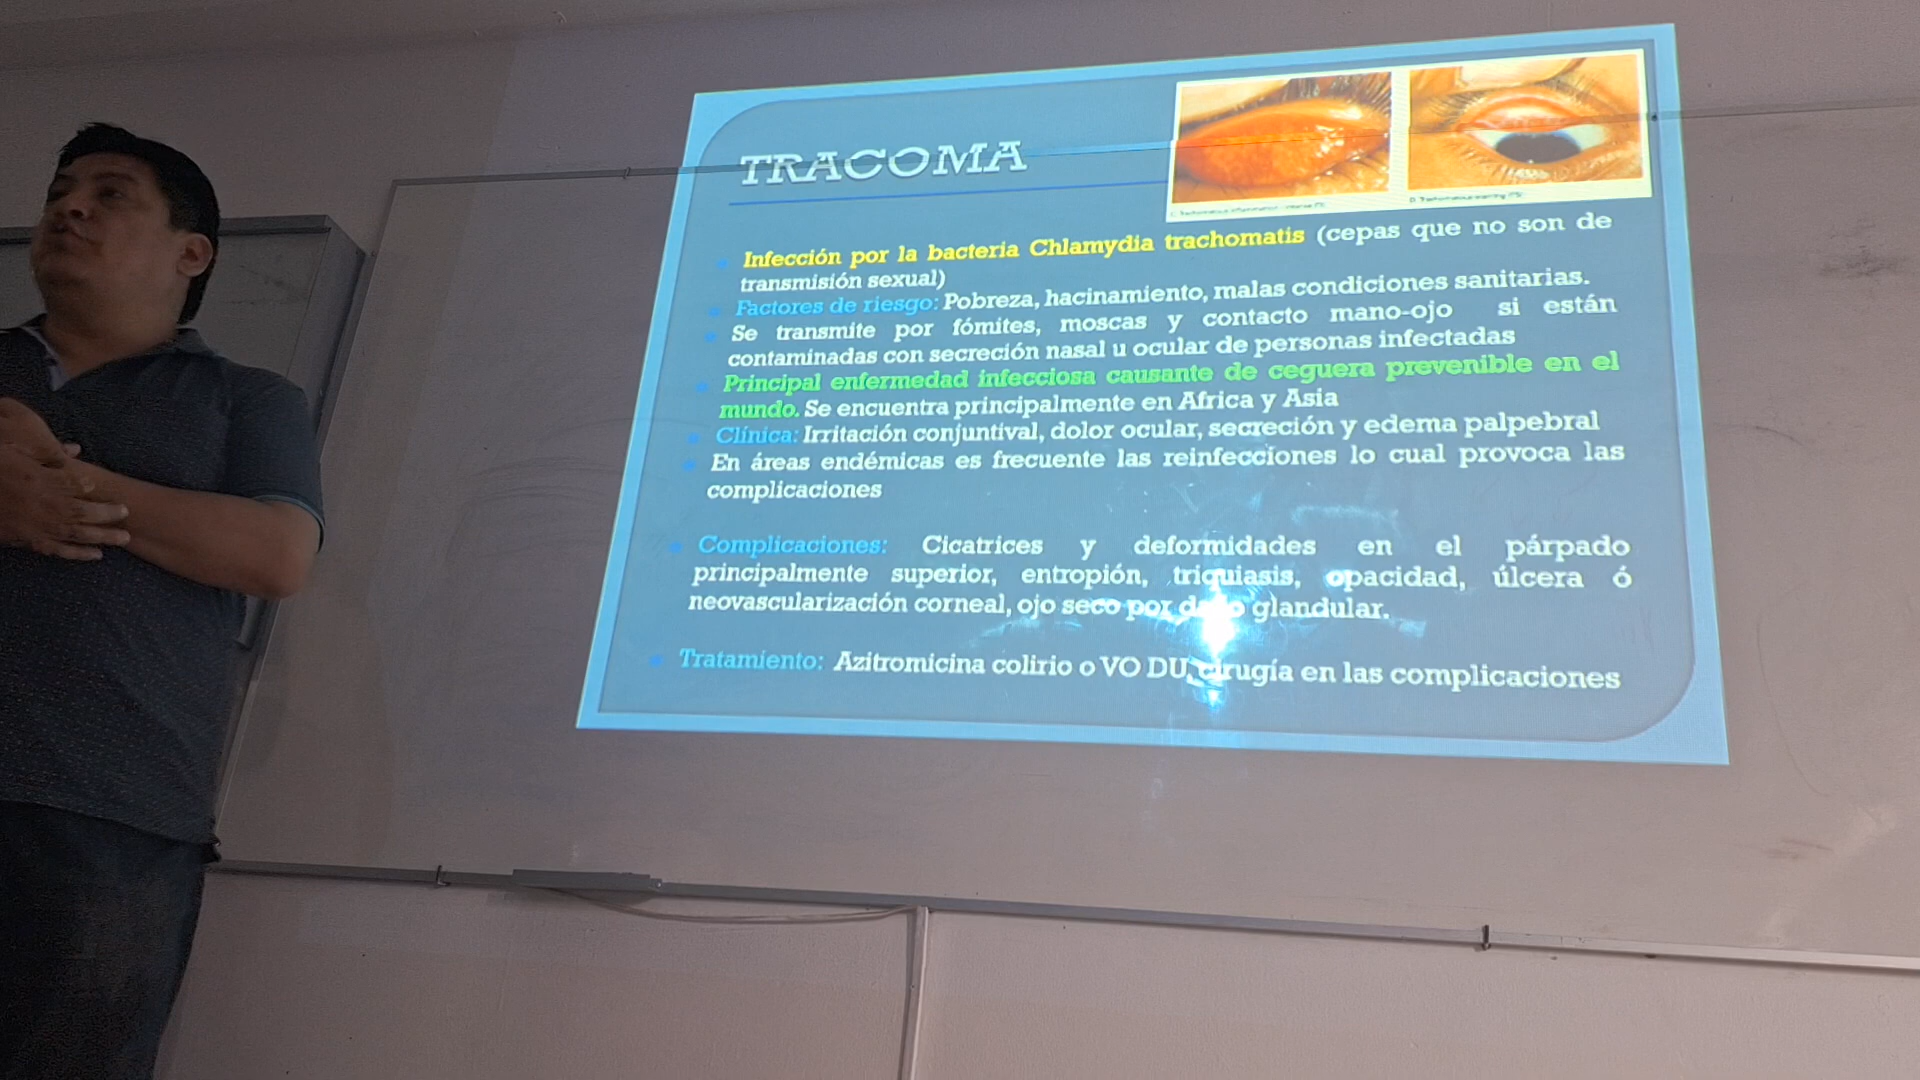 TRACOMA
Infección por la bacteria Chlamydia trachomatis (cepas que no son de
transmisión sexual)
Factores de riesgo: Pobreza, hacinamiento, malas condiciones sanitarias.
Se transmite por fómites, moscas y contacto mano-ojo si están
contaminadas con secreción nasal u ocular de personas infectadas
Principal enfermedad infecciosa causante de ceguera prevenible en el
mundo. Se encuentra principalmente en Africa y Asia
Clínica: Irritación conjuntival, dolor ocular, secreción y edema palpebral
En áreas endémicas es frecuente las reinfecciones lo cual provoca las
complicaciones
Complicaciones: Cicatrices y deformidades en el párpado
principalmente superior, entropión, triquiasis, opacidad, úlcera ó
neovascularización corneal, ojo seco por daño glandular.
Tratamiento: Azitromicina colirio o VO DU, cirugía en las complicaciones